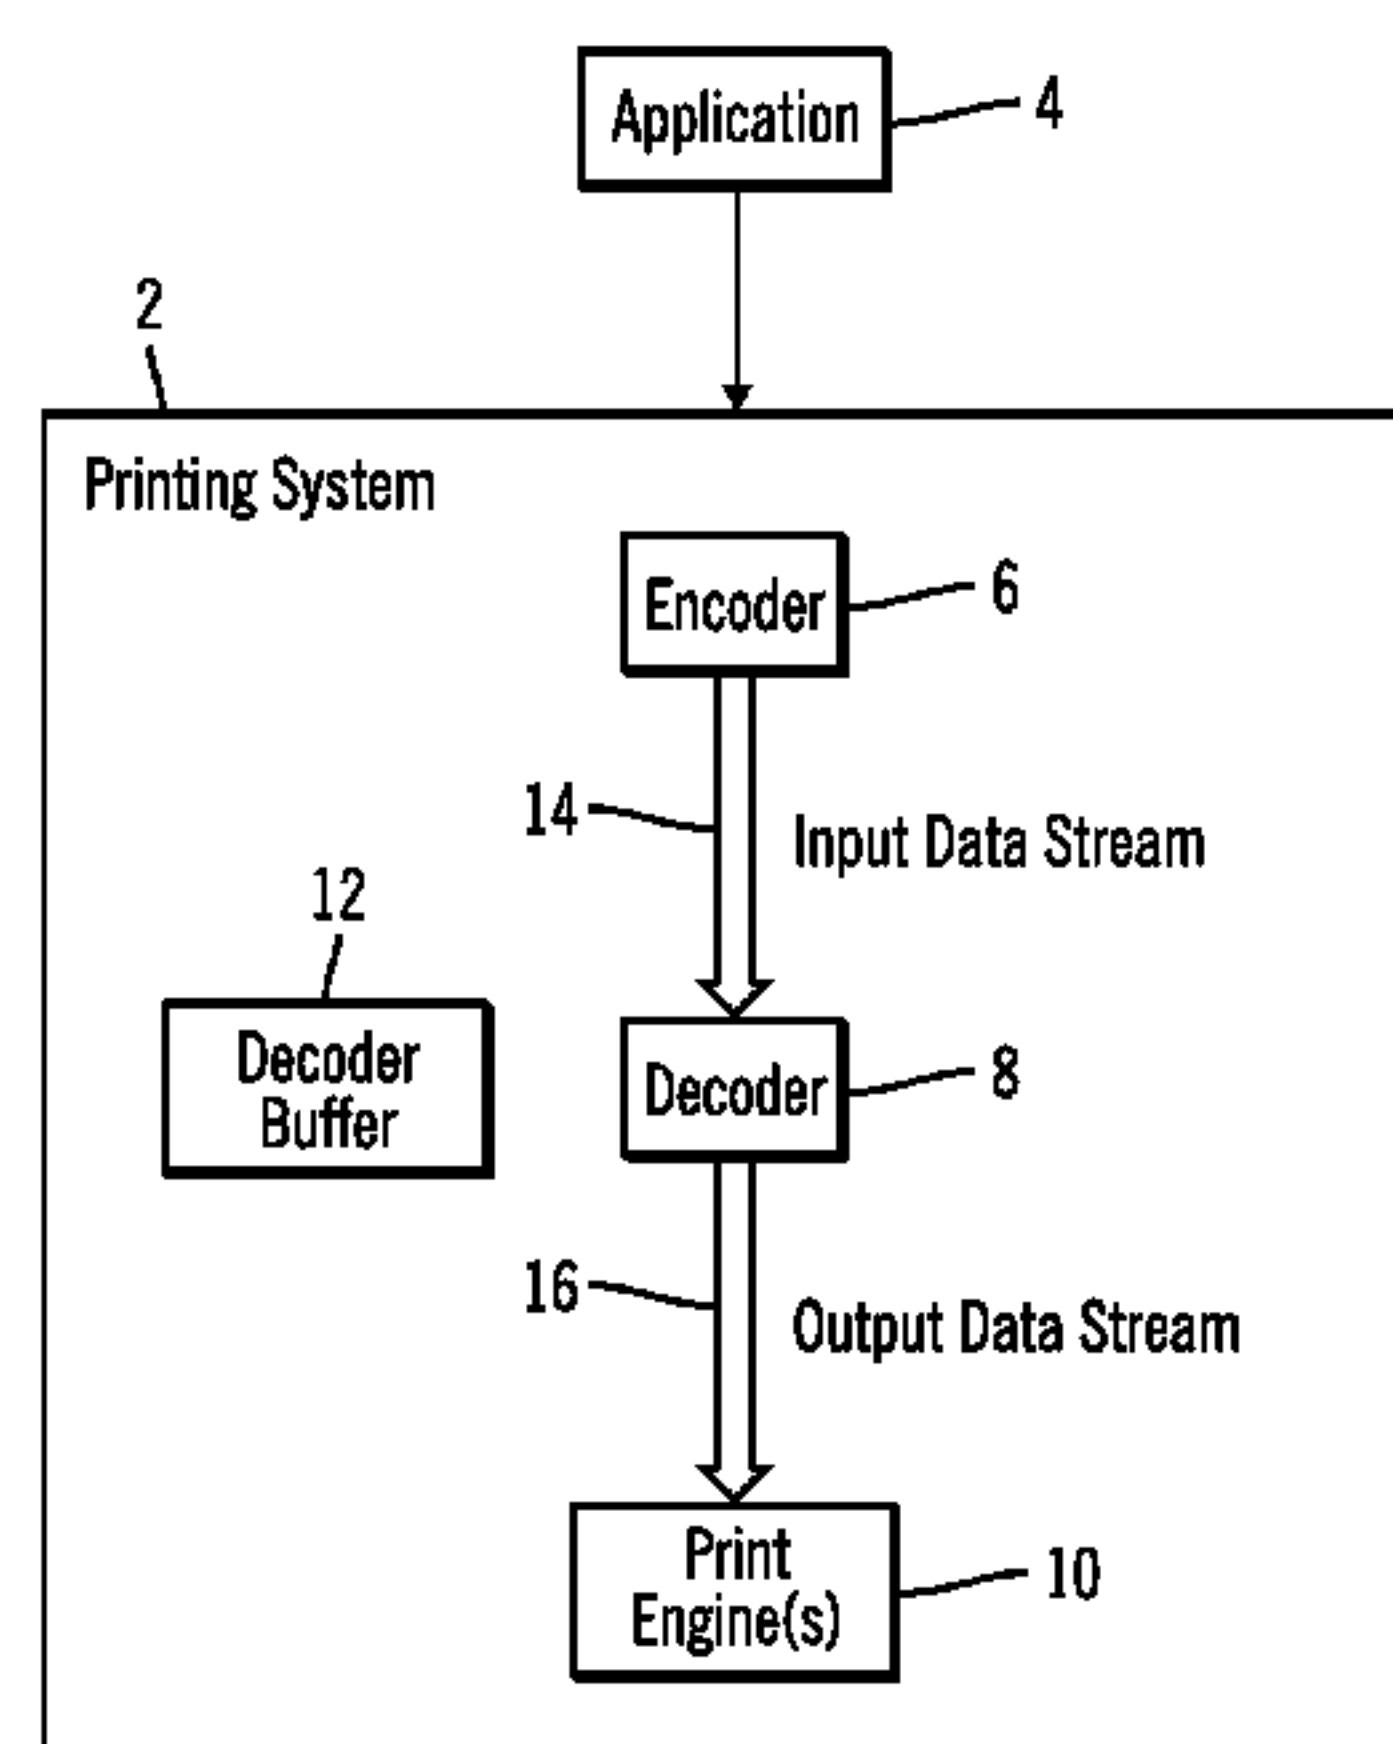 Application
4
2
Printing System
Encoder
6
14
Input Data Stream
12
Decoder
Buffer
Decoder
8
16
Output Data Stream
Print
Engine(s)
10